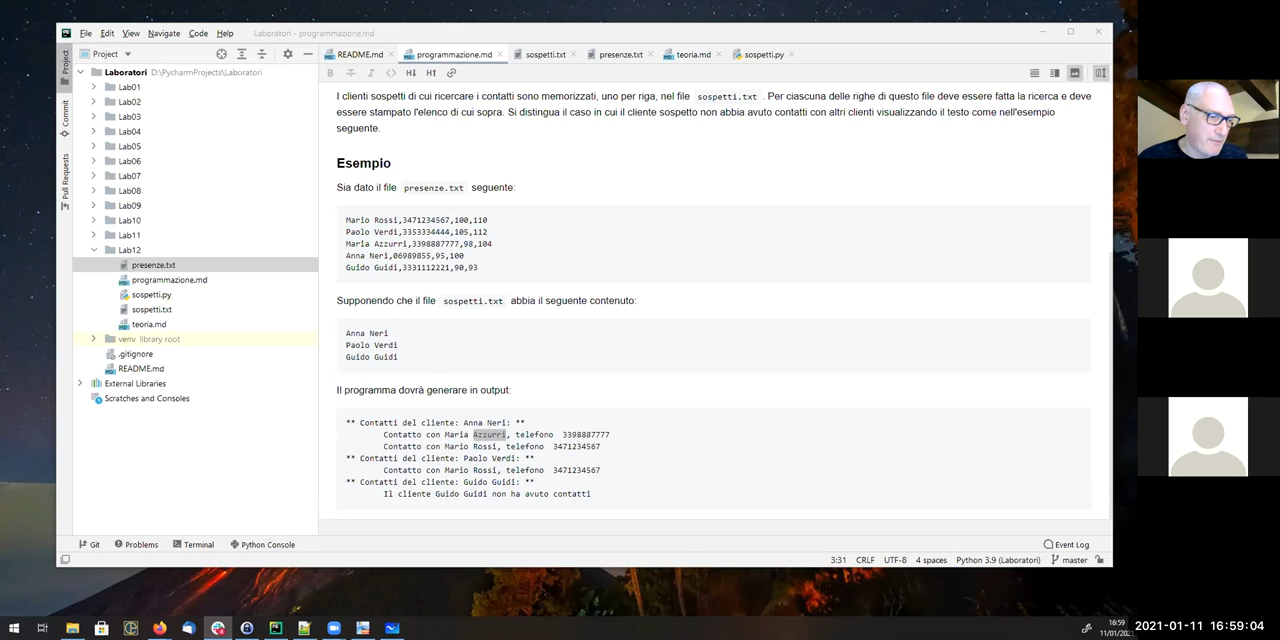 File Edit View Navigate Code Help Laboratori - programmazione.md
Project
README.md programmazione.md sospetti.txt presenze.txt teoria.md sospetti.py
Project
Commit
Pull Requests
Laboratori D:\PycharmProjects\Laboratori
Lab01
Lab02
Lab03
Lab04
Lab05
Lab06
Lab07
Lab08
Lab09
Lab10
Lab11
Lab12
presenze.txt
programmazione.md
sospetti.py
sospetti.txt
teoria.md
venv library root
.gitignore
README.md
External Libraries
Scratches and Consoles
I clienti sospetti di cui ricercare i contatti sono memorizzati, uno per riga, nel file sospetti.txt . Per ciascuna delle righe di questo file deve essere fatta la ricerca e deve
essere stampato l'elenco di cui sopra. Si distingua il caso in cui il cliente sospetto non abbia avuto contatti con altri clienti visualizzando il testo come nell'esempio
seguente.
Esempio
Sia dato il file presenze.txt seguente:
Mario Rossi,3471234567,100,110
Paolo Verdi,3353334444,105,112
Maria Azzurri,3398887777,98,104
Anna Neri,06989855,95,100
Guido Guidi,3331112221,90,93
Supponendo che il file sospetti.txt abbia il seguente contenuto:
Anna Neri
Paolo Verdi
Guido Guidi
Il programma dovrà generare in output:
** Contatti del cliente: Anna Neri: **
Contatto con Maria Azzurri, telefono 3398887777
Contatto con Mario Rossi, telefono 3471234567
** Contatti del cliente: Paolo Verdi: **
Contatto con Mario Rossi, telefono 3471234567
** Contatti del cliente: Guido Guidi: **
Il cliente Guido Guidi non ha avuto contatti
Git Problems Terminal Python Console Event Log
3:31 CRLF UTF-8 4 spaces Python 3.9 (Laboratori) master
16:59
11/01/2021
2021-01-11 16:59:04